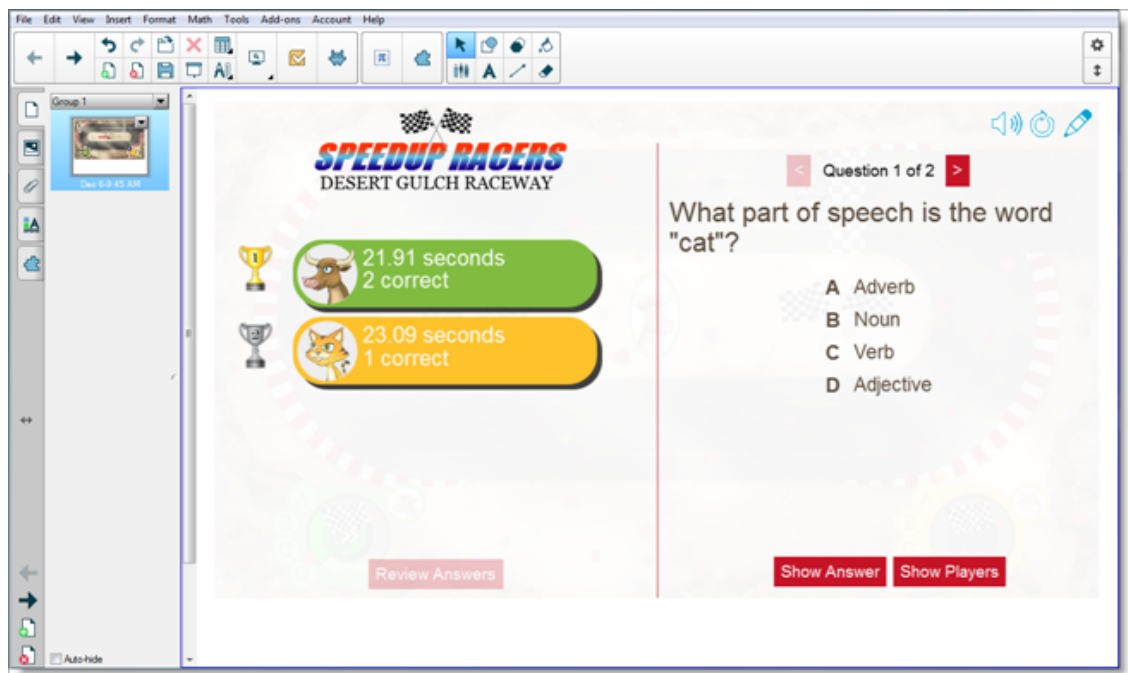 File Edit View Insert Format Math Tools Add-ons Account Help
Group 1
Dec 6-9:45 AM
SPEEDUP RACERS
DESERT GULCH RACEWAY
1
21.91 seconds
2 correct
2
23.09 seconds
1 correct
Review Answers
< Question 1 of 2 >
What part of speech is the word
"cat"?
A Adverb
B Noun
C Verb
D Adjective
Show Answer Show Players
Auto-hide